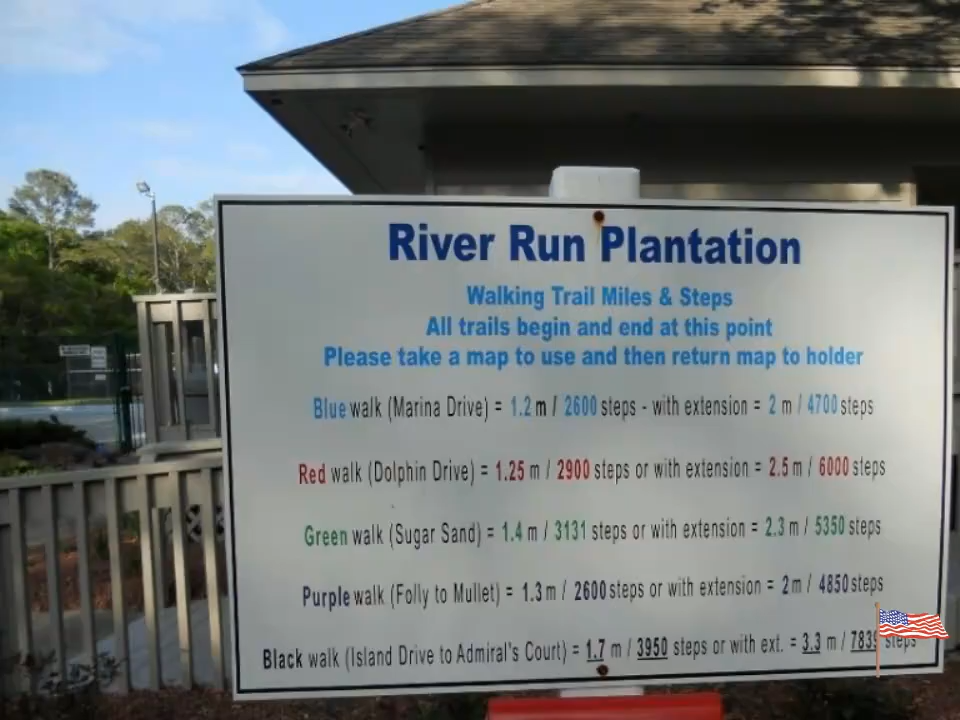 River Run Plantation
Walking Trail Miles & Steps
All trails begin and end at this point
Please take a map to use and then return map to holder
Blue walk (Marina Drive) = 1.2 m / 2600 steps - with extension = 2 m / 4700 steps
Red walk (Dolphin Drive) = 1.25 m / 2900 steps or with extension = 2.5 m / 6000 steps
Green walk (Sugar Sand) = 1.4 m / 3131 steps or with extension = 2.3 m / 5350 steps
Purple walk (Folly to Mullet) = 1.3 m / 2600 steps or with extension = 2 m / 4850 steps
Black walk (Island Drive to Admiral's Court) = 1.7 m / 3950 steps or with ext. = 3.3 m / steps